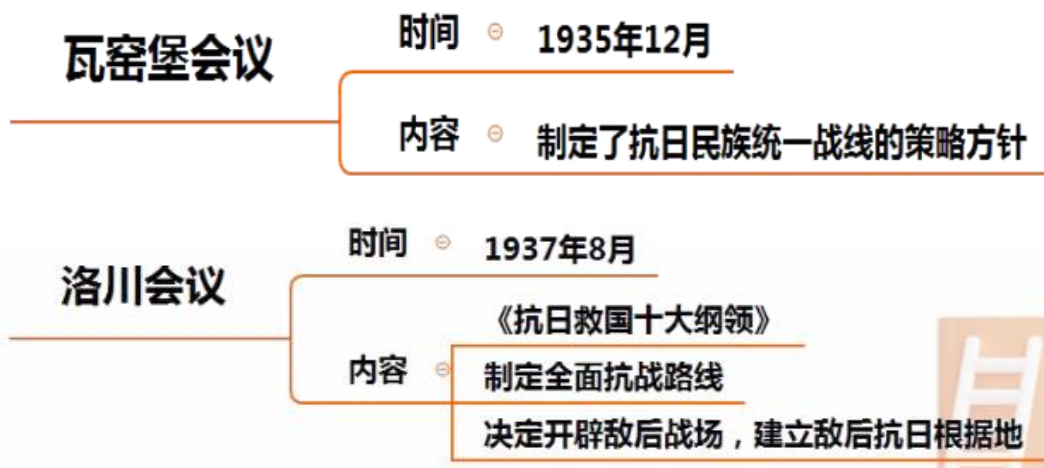 瓦窑堡会议
时间
1935年12月
内容
制定了抗日民族统一战线的策略方针
洛川会议
时间
1937年8月
内容
《抗日救国十大纲领》
制定全面抗战路线
决定开辟敌后战场，建立敌后抗日根据地